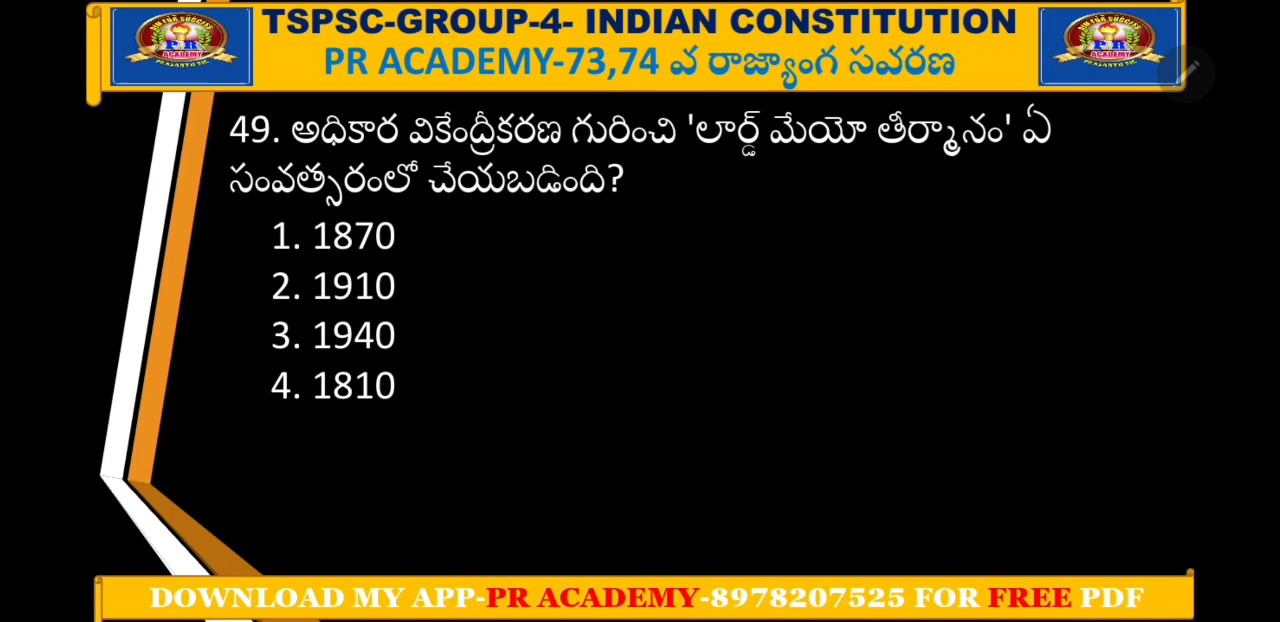 TSPSC-GROUP-4- INDIAN CONSTITUTION
PR ACADEMY-73,74 వ రాజ్యాంగ సవరణ
49. అధికార వికేంద్రీకరణ గురించి 'లార్డ్ మేయో తీర్మానం' ఏ
సంవత్సరంలో చేయబడింది?
1. 1870
2. 1910
3. 1940
4. 1810
DOWNLOAD MY APP-PR ACADEMY-8978207525 FOR FREE PDF